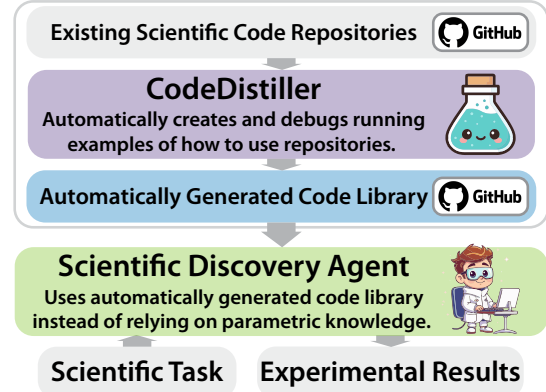 Existing Scientific Code Repositories GitHub
CodeDistiller
Automatically creates and debugs running
examples of how to use repositories.
Automatically Generated Code Library GitHub
Scientific Discovery Agent
Uses automatically generated code library
instead of relying on parametric knowledge.
Scientific Task Experimental Results